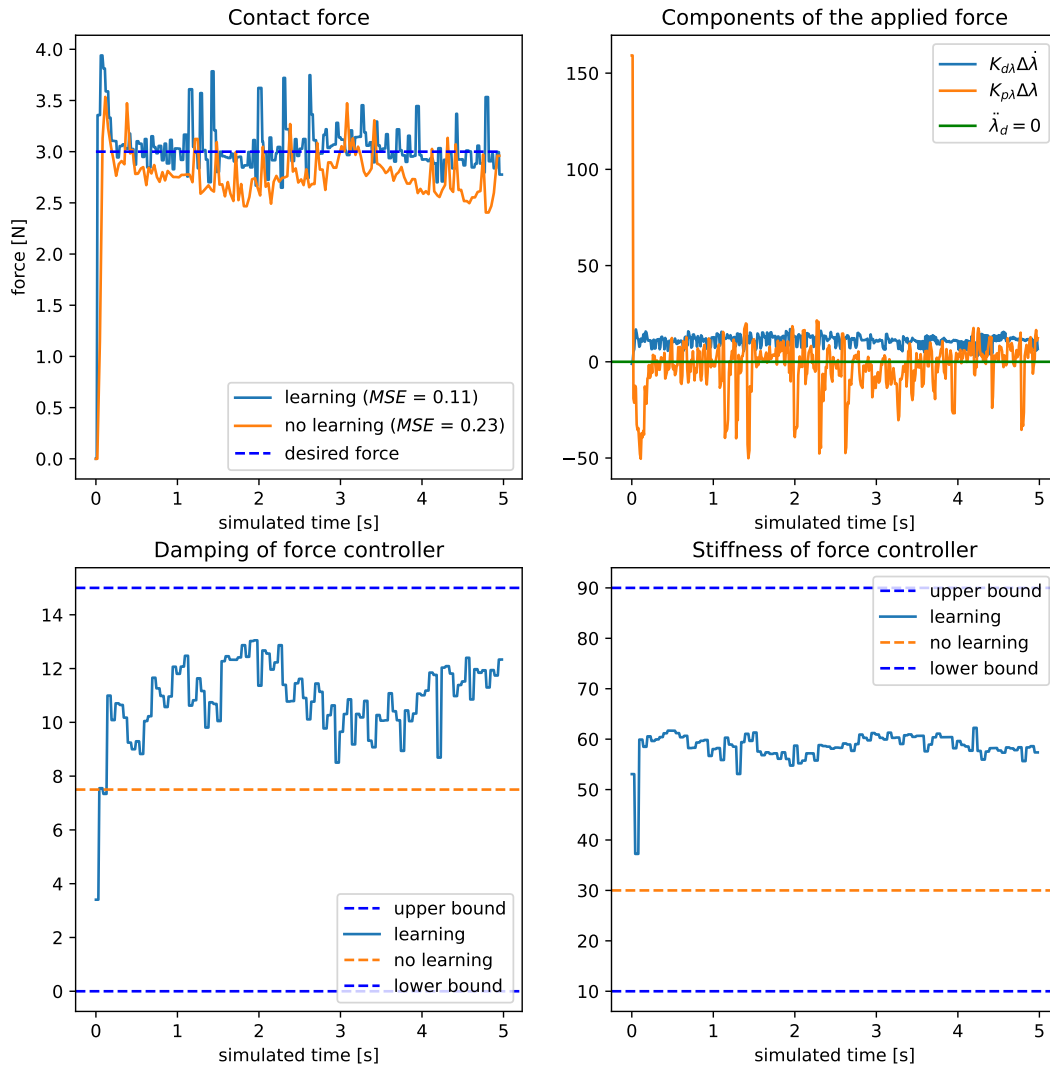 Contact force
force [N]
4.0
3.5
3.0
2.5
2.0
1.5
1.0
0.5
0.0
learning (MSE = 0.11)
no learning (MSE = 0.23)
desired force
0 1 2 3 4 5
simulated time [s]
Components of the applied force
150
100
50
0
−50
K_{dλ}Δλ̇
K_{pλ}Δλ
λ̈_d = 0
0 1 2 3 4 5
simulated time [s]
Damping of force controller
14
12
10
8
6
4
2
0
upper bound
learning
no learning
lower bound
0 1 2 3 4 5
simulated time [s]
Stiffness of force controller
90
80
70
60
50
40
30
20
10
upper bound
learning
no learning
lower bound
0 1 2 3 4 5
simulated time [s]